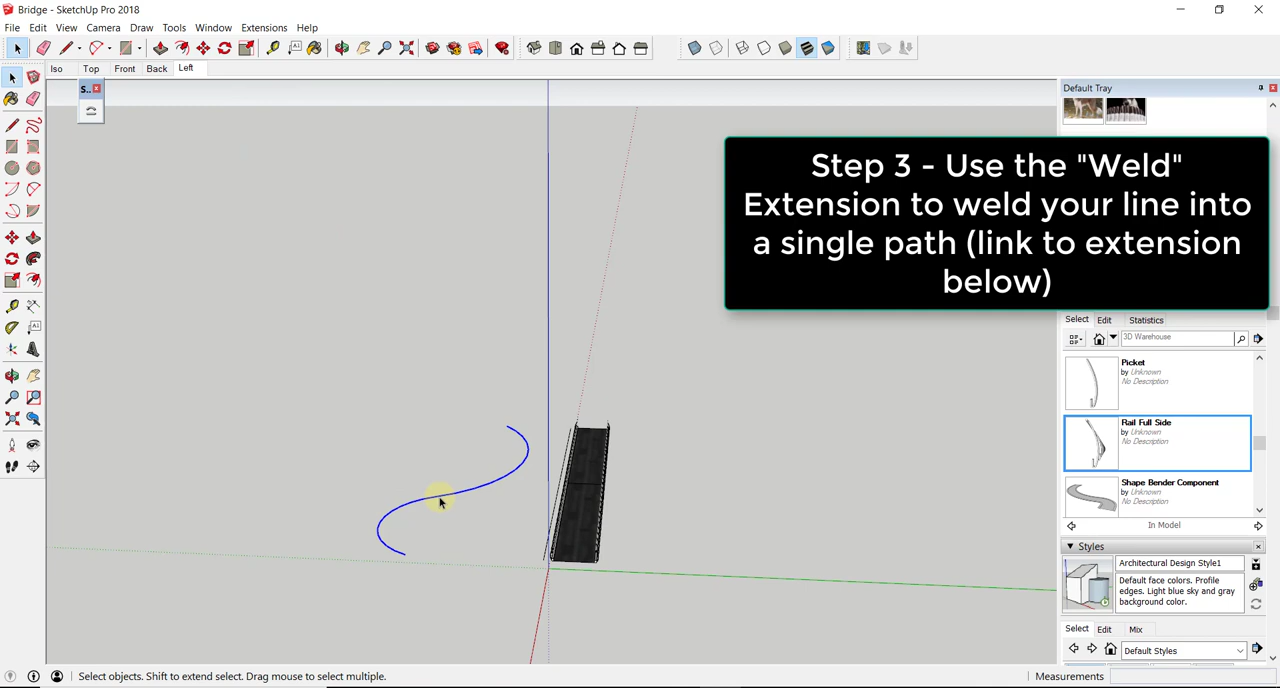 Bridge - SketchUp Pro 2018
File Edit View Camera Draw Tools Window Extensions Help
Iso Top Front Back Left
S..
Default Tray
Step 3 - Use the "Weld"
Extension to weld your line into
a single path (link to extension
below)
Select Edit Statistics
3D Warehouse
Picket
by Unknown
No Description
Rail Full Side
by Unknown
No Description
Shape Bender Component
by Unknown
No Description
In Model
Styles
Architectural Design Style1
Default face colors. Profile
edges. Light blue sky and gray
background color.
Select Edit Mix
Default Styles
Select objects. Shift to extend select. Drag mouse to select multiple.
Measurements